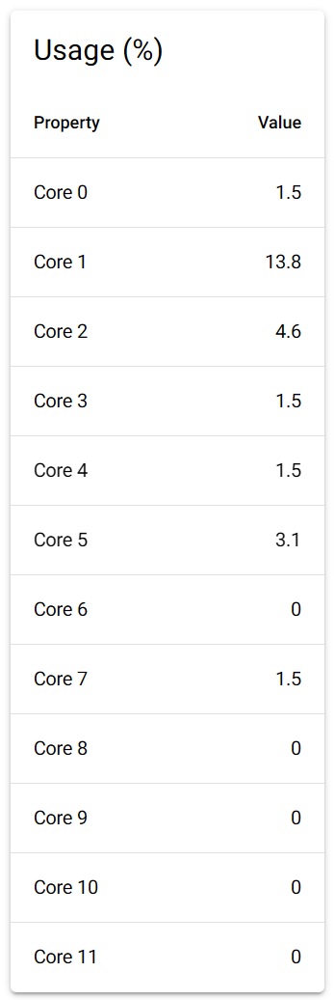 Usage (%)
Property Value
Core 0 1.5
Core 1 13.8
Core 2 4.6
Core 3 1.5
Core 4 1.5
Core 5 3.1
Core 6 0
Core 7 1.5
Core 8 0
Core 9 0
Core 10 0
Core 11 0